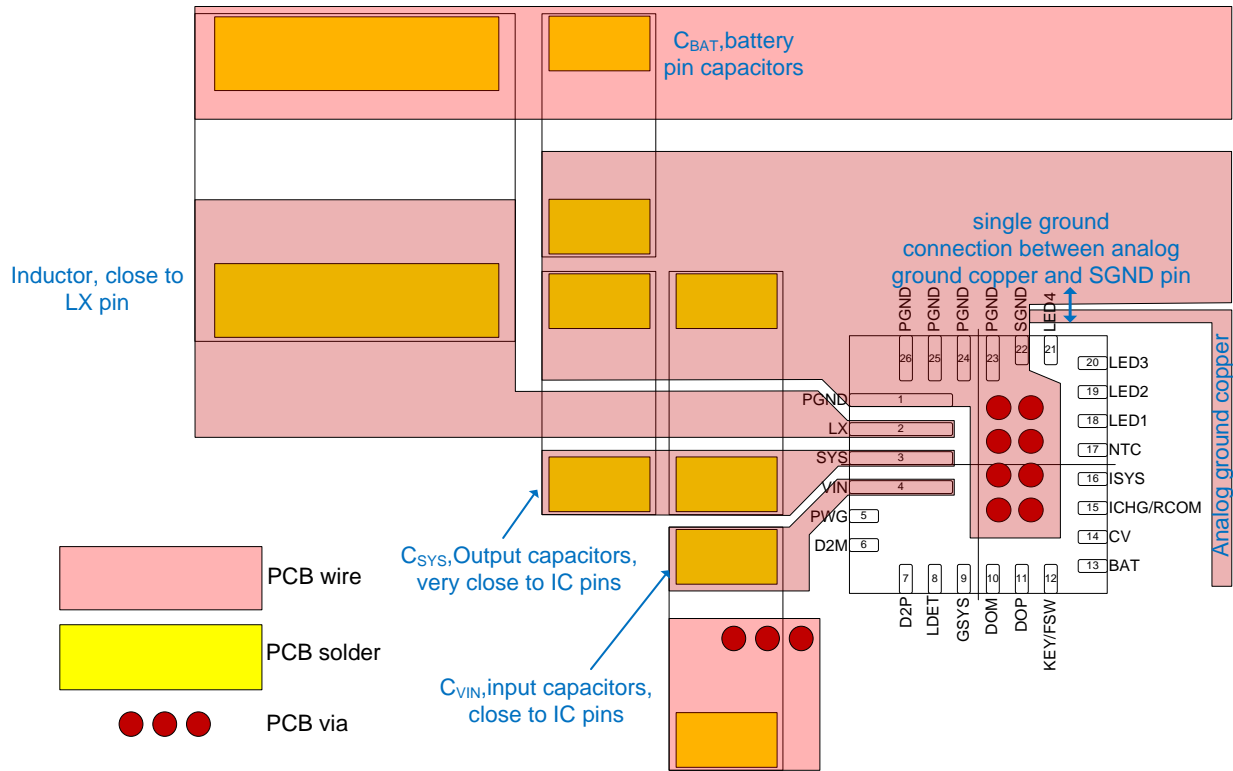 C_BAT,battery
pin capacitors
single ground
connection between analog
ground copper and SGND pin
Inductor, close to
LX pin
PGND
PGND
PGND
PGND
SGND
LED4
26
25
24
23
22
21
Analog ground copper
20 LED3
19 LED2
18 LED1
17 NTC
16 ISYS
15 ICHG/RCOM
14 CV
13 BAT
PGND 1
LX 2
SYS 3
VIN 4
PWG 5
D2M 6
7
8
9
10
11
12
D2P
LDET
GSYS
DOM
DOP
KEY/FSW
C_SYS,Output capacitors,
very close to IC pins
C_VIN,input capacitors,
close to IC pins
PCB wire
PCB solder
PCB via